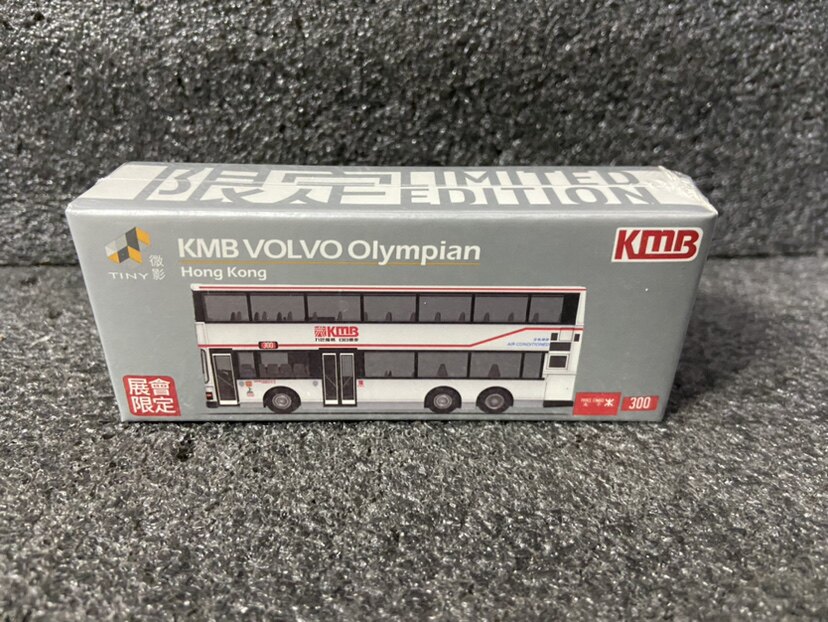 限定 LIMITED EDITION
TINY 微影
KMB VOLVO Olympian
Hong Kong
KMB
KMB
300
AIR CONDITIONED
展會
限定
300